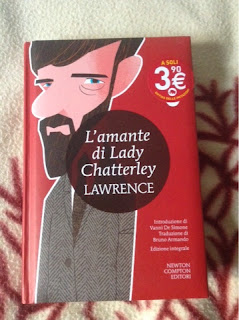 A SOLI
3,90 €
L'amante
di Lady
Chatterley
LAWRENCE
Introduzione di
Vanni De Simone
Traduzione di
Bruno Armando
Edizione integrale
NEWTON
COMPTON
EDITORI